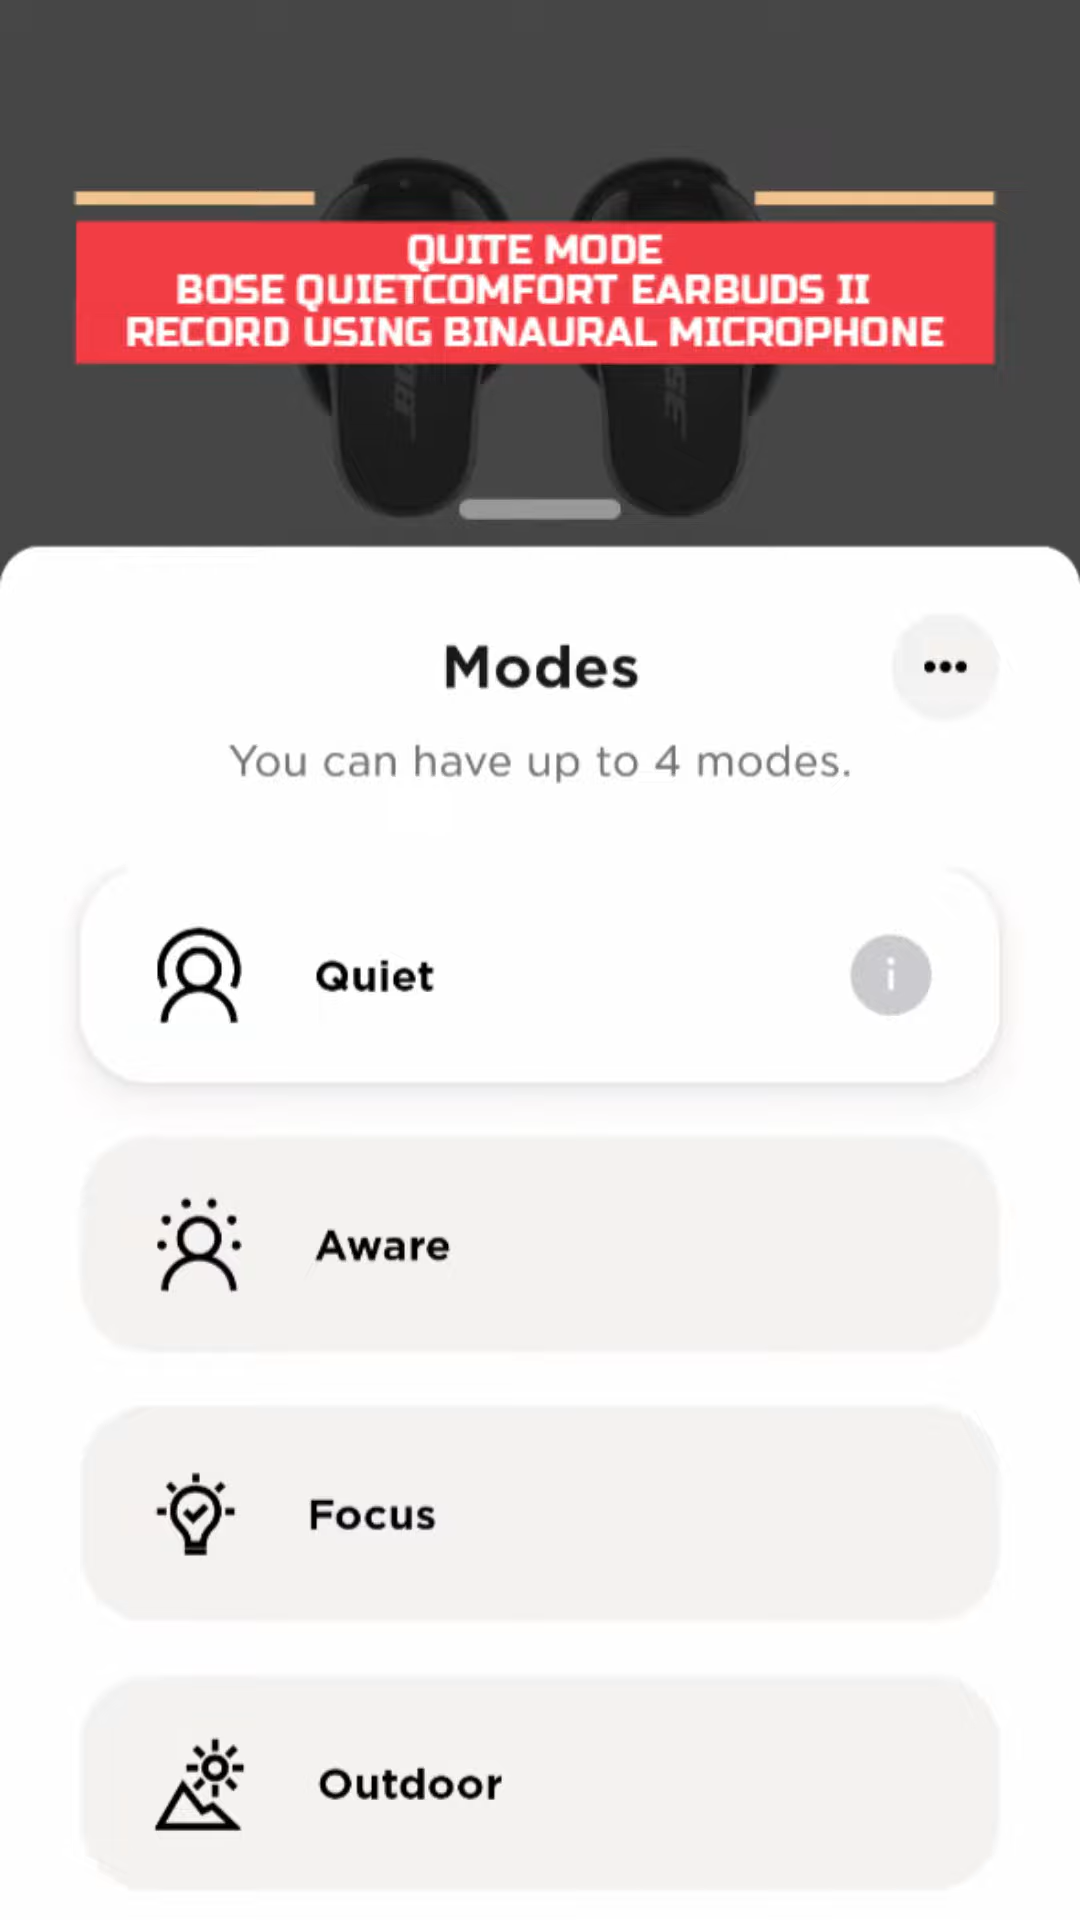 QUITE MODE
BOSE QUIETCOMFORT EARBUDS II
RECORD USING BINAURAL MICROPHONE
Modes
You can have up to 4 modes.
Quiet
Aware
Focus
Outdoor